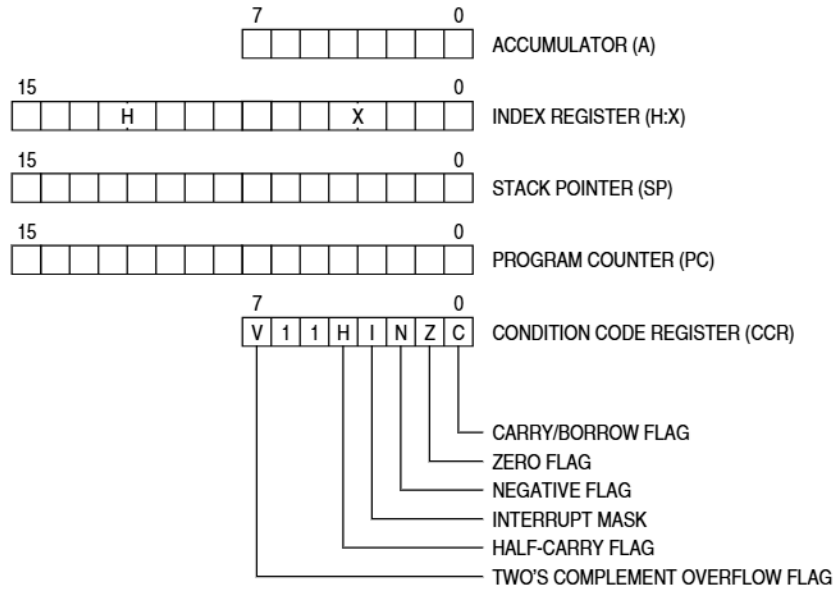 7 0
ACCUMULATOR (A)
15 0
H X INDEX REGISTER (H:X)
15 0
STACK POINTER (SP)
15 0
PROGRAM COUNTER (PC)
7 0
V 1 1 H I N Z C CONDITION CODE REGISTER (CCR)
CARRY/BORROW FLAG
ZERO FLAG
NEGATIVE FLAG
INTERRUPT MASK
HALF-CARRY FLAG
TWO'S COMPLEMENT OVERFLOW FLAG